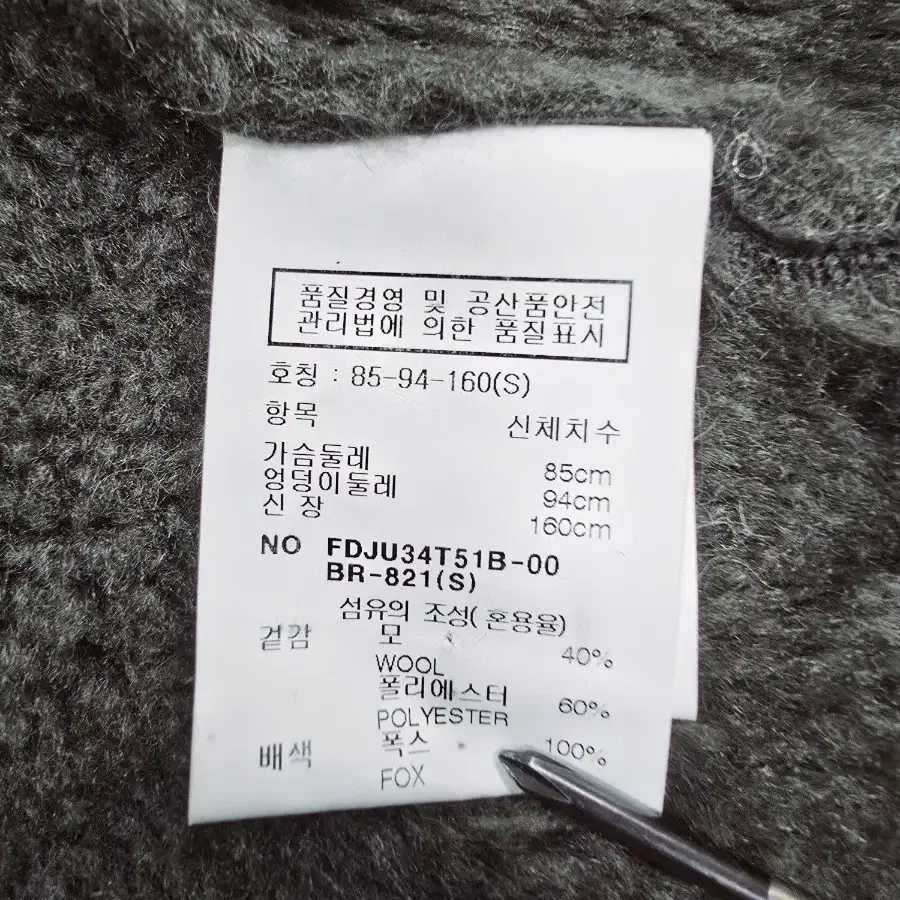 품질경영 및 공산품안전
관리법에 의한 품질표시
호칭 : 85-94-160(S)
항목 신체치수
가슴둘레 85cm
엉덩이둘레 94cm
신 장 160cm
NO FDJU34T51B-00
BR-821(S)
섬유의 조성(혼용율)
겉감 모 40%
WOOL
폴리에스터 60%
POLYESTER
배색 폭스 100%
FOX